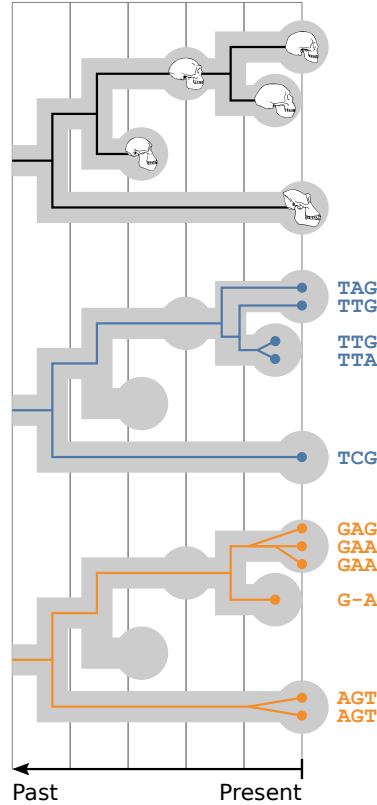 TAG
TTG
TTG
TTA
TCG
GAG
GAA
GAA
G-A
AGT
AGT
Past Present